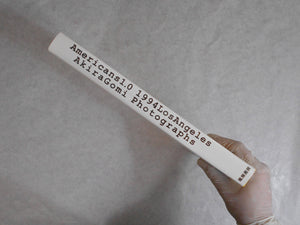 Americans1.0 1994LosAngeles
AkiraGomi Photographs